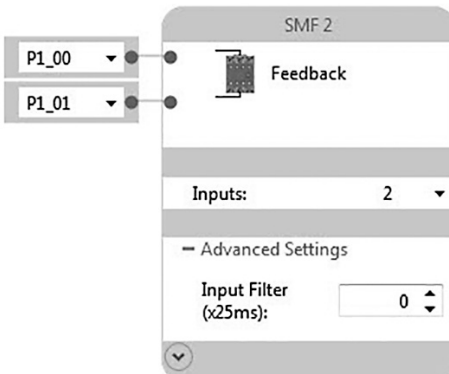 SMF 2
P1_00
Feedback
P1_01
Inputs: 2
Advanced Settings
Input Filter
(x25ms): 0